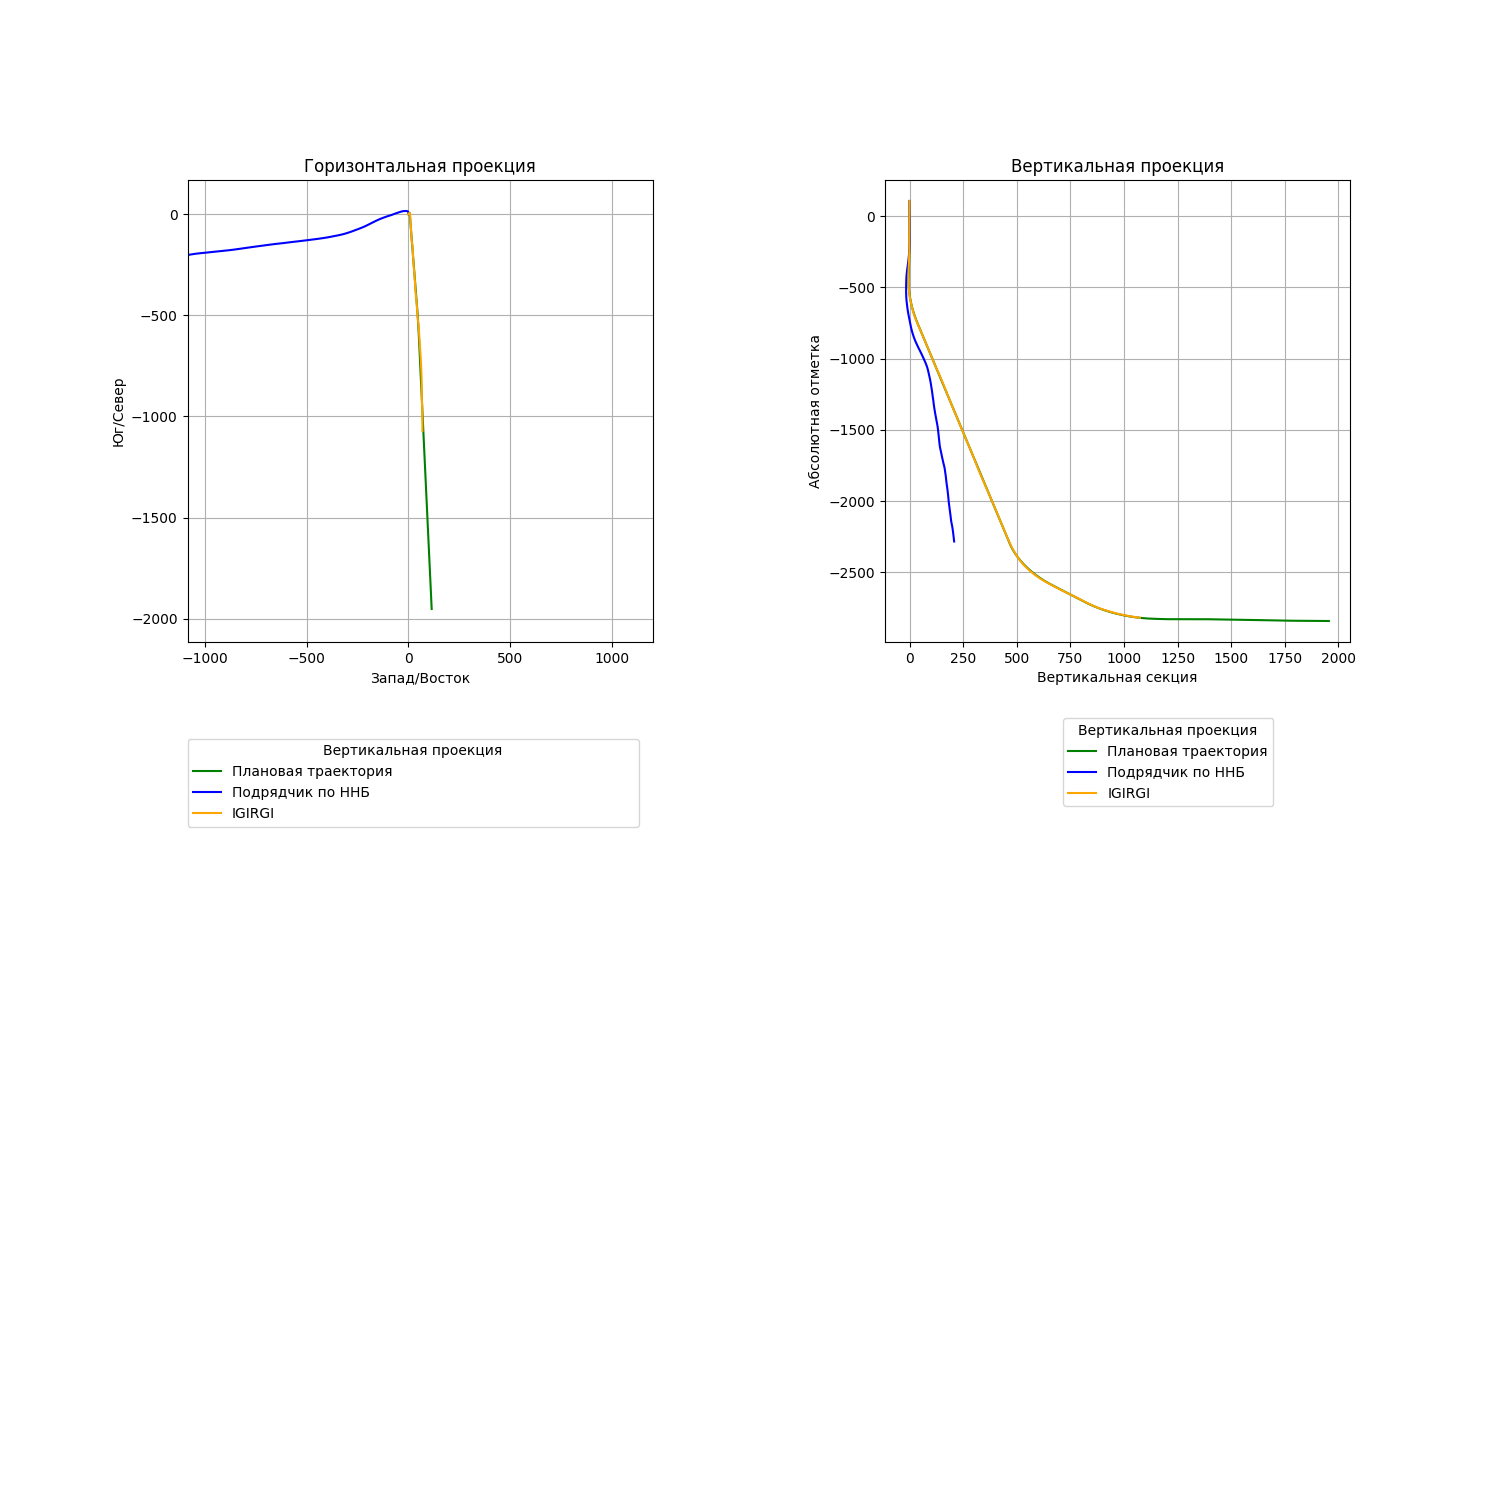 Горизонтальная проекция
0
−500
−1000
−1500
−2000
Юг/Север
−1000
−500
0
500
1000
Запад/Восток
Вертикальная проекция
Плановая траектория
Подрядчик по ННБ
IGIRGI
Вертикальная проекция
0
−500
−1000
−1500
−2000
−2500
Абсолютная отметка
0
250
500
750
1000
1250
1500
1750
2000
Вертикальная секция
Вертикальная проекция
Плановая траектория
Подрядчик по ННБ
IGIRGI